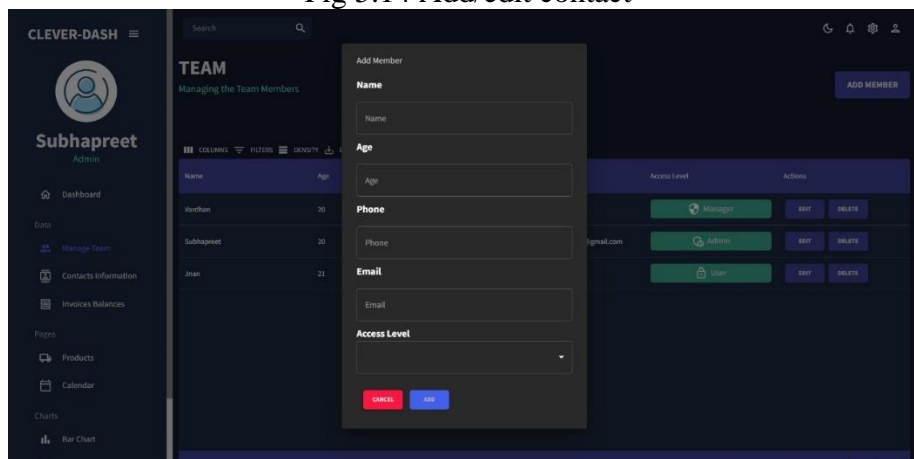 Fig 5.14 Add/edit contact
CLEVER-DASH
Search
Subhapreet
Admin
Dashboard
Data
Manage Team
Contacts Information
Invoices Balances
Pages
Products
Calendar
Charts
Bar Chart
TEAM
Managing the Team Members
ADD MEMBER
COLUMNS FILTERS DENSITY
Name Age Access Level Actions
Vardhan 20 Manager EDIT DELETE
Subhapreet 20 @gmail.com Admin EDIT DELETE
Jnan 21 User EDIT DELETE
Add Member
Name
Name
Age
Age
Phone
Phone
Email
Email
Access Level
CANCEL ADD